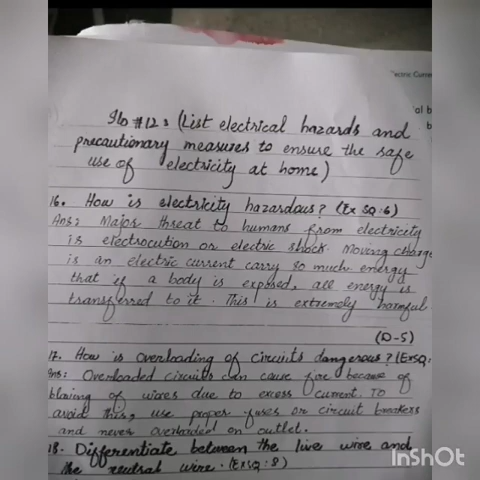 Electric Curren
al b
b
Slo #12: (List electrical hazards and
precautionary measures to ensure the safe
use of electricity at home)
16. How is electricity hazardous? (Ex SQ:6)
Ans: Major threat to humans from electricity
is electrocution or electric shock. Moving charge
is an electric current carry so much energy
that if a body is exposed, all energy is
transferred to it. This is extremely harmful
(D-5)
17. How is overloading of circuits dangerous? (ExSQ:
Ans: Overloaded circuits can cause fire because of
of wires due to excess current. To
avoid this, use proper fuses or circuit breakers
and never overloaded an outlet.
18. Differentiate between the live wire and
the neutral wire. (ExSQ:8)
InShOt